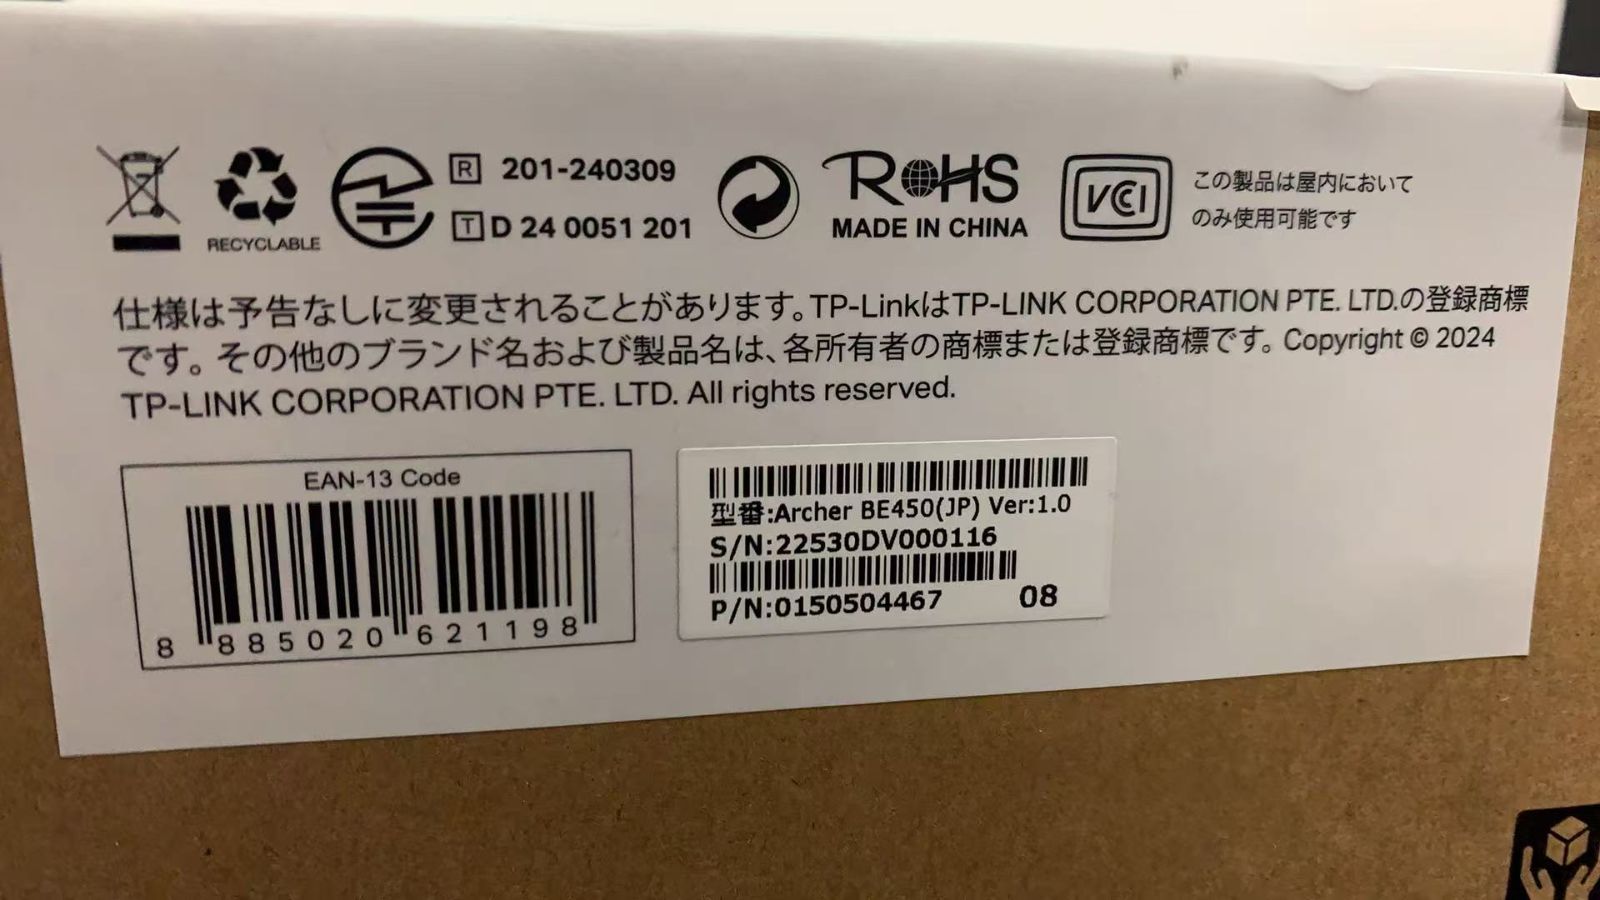 RECYCLABLE
R 201-240309
T D 24 0051 201
RoHS
MADE IN CHINA
VCCI
この製品は屋内において
のみ使用可能です
仕様は予告なしに変更されることがあります。TP-LinkはTP-LINK CORPORATION PTE. LTD.の登録商標
です。その他のブランド名および製品名は、各所有者の商標または登録商標です。Copyright © 2024
TP-LINK CORPORATION PTE. LTD. All rights reserved.
EAN-13 Code
8 885020 621198
型番:Archer BE450(JP) Ver:1.0
S/N:22530DV000116
P/N:0150504467 08